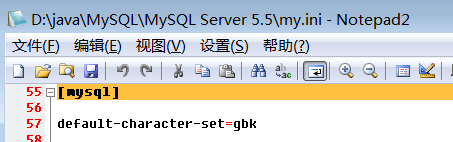 D:\java\MySQL\MySQL Server 5.5\my.ini - Notepad2
文件(F) 编辑(E) 视图(V) 设置(S) 帮助(?)
55 [mysql]
56
57 default-character-set=gbk
58